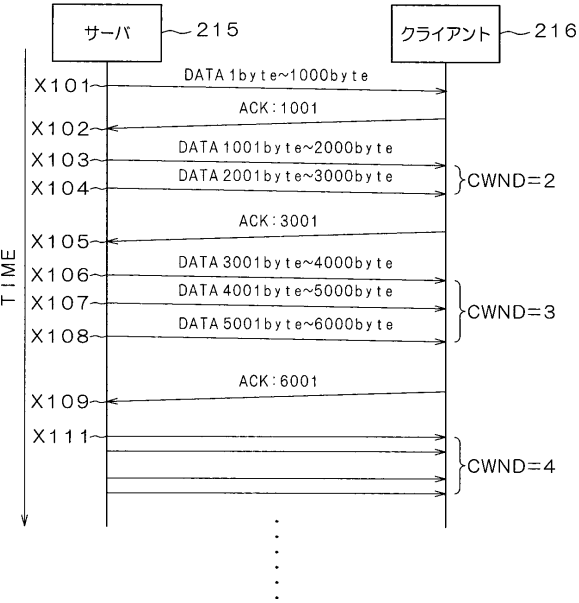 サーバ 215
クライアント 216
X101 DATA 1byte~1000byte
ACK:1001
X102
X103 DATA 1001byte~2000byte
X104 DATA 2001byte~3000byte
CWND=2
ACK:3001
X105
X106 DATA 3001byte~4000byte
X107 DATA 4001byte~5000byte
CWND=3
X108 DATA 5001byte~6000byte
ACK:6001
X109
X111
CWND=4
TIME